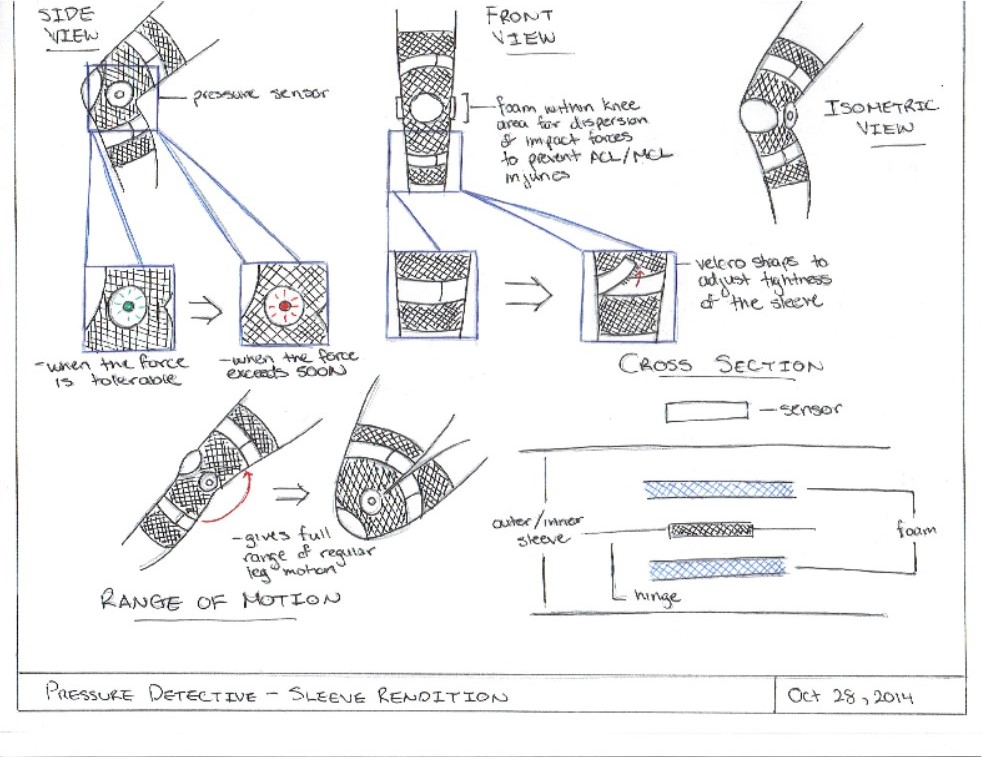 SIDE
VIEW
pressure sensor
FRONT
VIEW
foam within knee
area for dispersion
of impact forces
to prevent ACL/MCL
injuries
ISOMETRIC
VIEW
-when the force
is tolerable
-when the force
exceeds 500N
velcro straps to
adjust tightness
of the sleeve
CROSS SECTION
-sensor
outer/inner
sleeve
foam
hinge
-gives full
range of regular
leg motion
RANGE OF MOTION
PRESSURE DETECTIVE - SLEEVE RENDITION
Oct 28, 2014